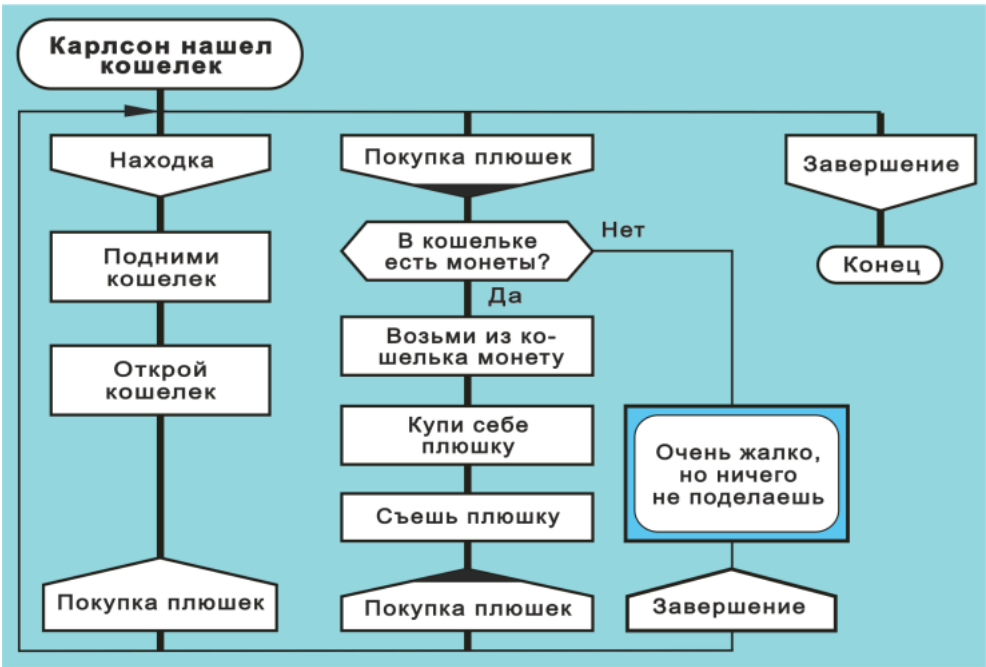 Карлсон нашел
кошелек
Находка
Подними
кошелек
Открой
кошелек
Покупка плюшек
Покупка плюшек
В кошельке
есть монеты?
Нет
Да
Возьми из ко-
шелька монету
Купи себе
плюшку
Съешь плюшку
Покупка плюшек
Очень жалко,
но ничего
не поделаешь
Завершение
Завершение
Конец